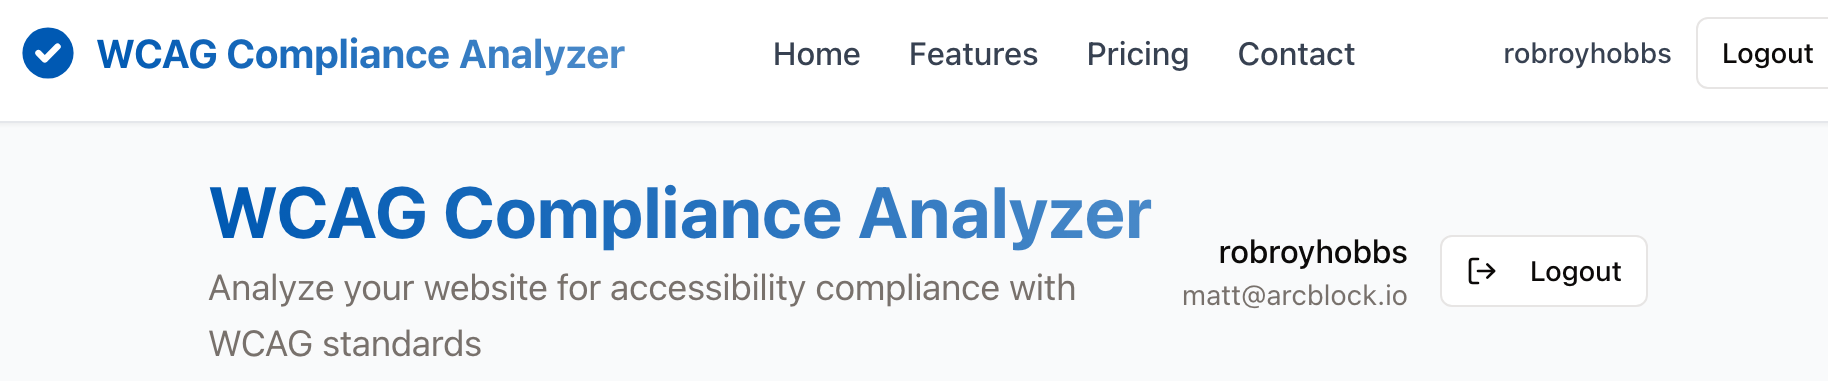 WCAG Compliance Analyzer Home Features Pricing Contact robroyhobbs Logout
WCAG Compliance Analyzer
Analyze your website for accessibility compliance with
WCAG standards
robroyhobbs
matt@arcblock.io
Logout